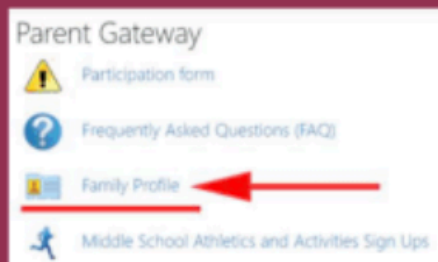 Parent Gateway
Participation form
Frequently Asked Questions (FAQ)
Family Profile
Middle School Athletics and Activities Sign Ups